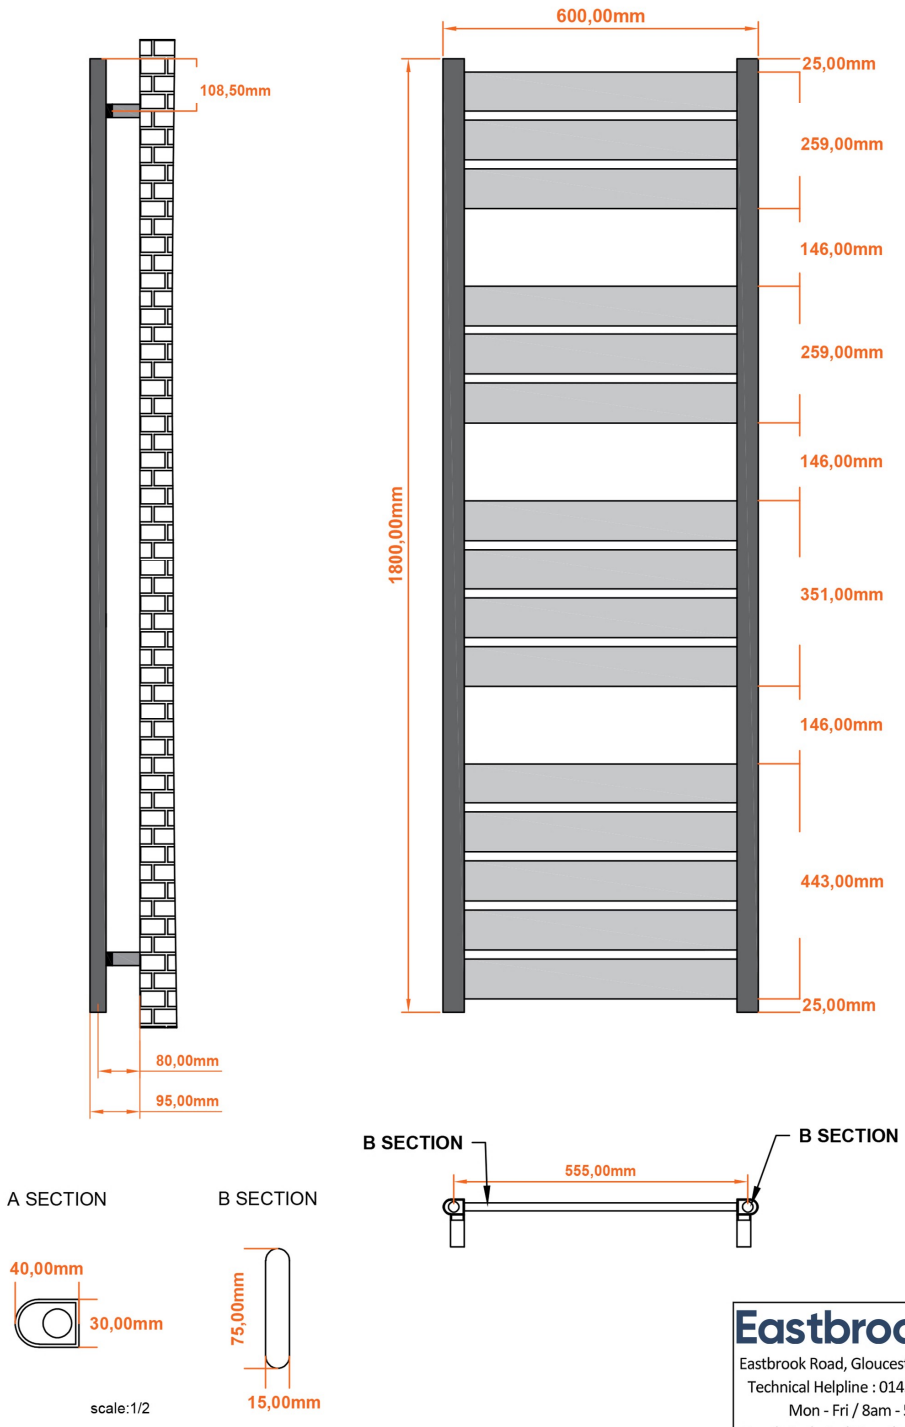 600,00mm
25,00mm
108,50mm
259,00mm
146,00mm
259,00mm
146,00mm
1800,00mm
351,00mm
146,00mm
443,00mm
25,00mm
80,00mm
95,00mm
B SECTION
B SECTION
555,00mm
A SECTION
B SECTION
40,00mm
30,00mm
75,00mm
15,00mm
scale:1/2
Eastbroo
Eastbrook Road, Gloucest
Technical Helpline : 014
Mon - Fri / 8am -